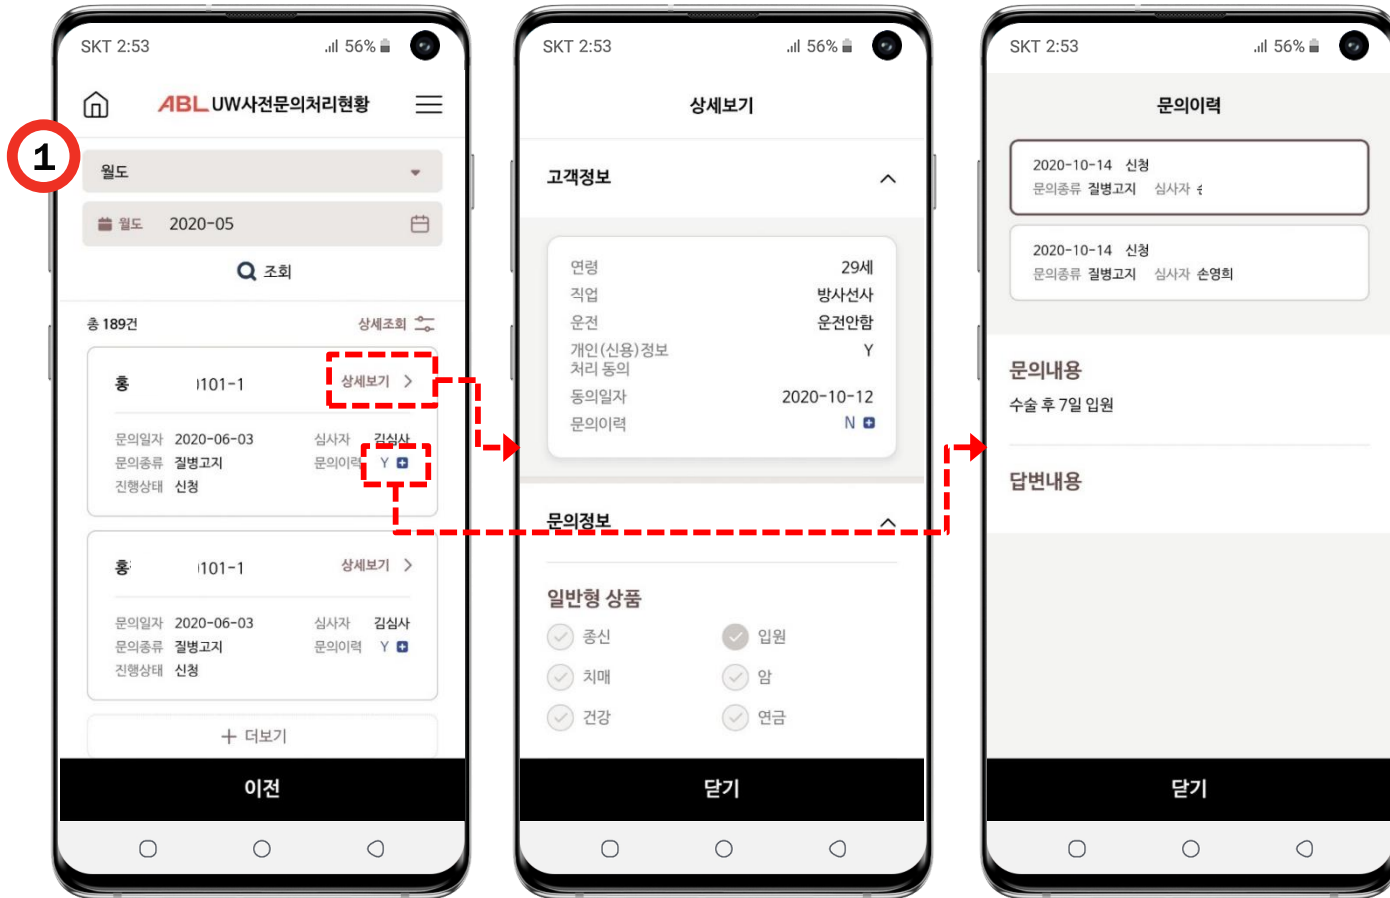 SKT 2:53
56%
ABL UW사전문의처리현황
1
월도
월도 2020-05
조회
총 189건
상세조회
홍 0101-1 상세보기
문의일자 2020-06-03 심사자 김심사
문의종류 질병고지 문의이력 Y
진행상태 신청
홍 101-1 상세보기
문의일자 2020-06-03 심사자 김심사
문의종류 질병고지 문의이력 Y
진행상태 신청
+ 더보기
이전
SKT 2:53
56%
상세보기
고객정보
연령 29세
직업 방사선사
운전 운전안함
개인(신용)정보 Y
처리 동의
동의일자 2020-10-12
문의이력 N
문의정보
일반형 상품
종신 입원
치매 암
건강 연금
닫기
SKT 2:53
56%
문의이력
2020-10-14 신청
문의종류 질병고지 심사자
2020-10-14 신청
문의종류 질병고지 심사자 손영희
문의내용
수술 후 7일 입원
답변내용
닫기